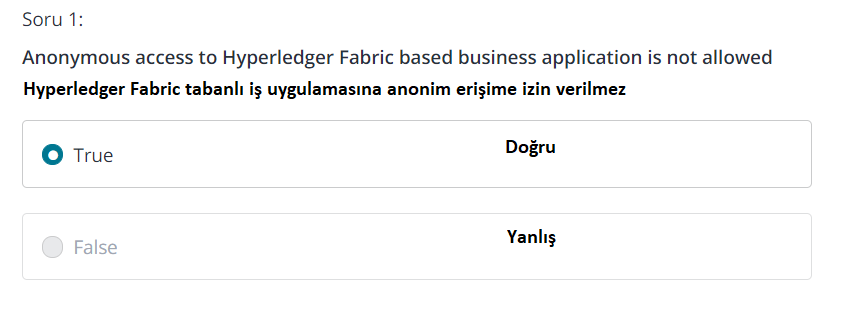 Soru 1:
Anonymous access to Hyperledger Fabric based business application is not allowed
Hyperledger Fabric tabanlı iş uygulamasına anonim erişime izin verilmez
True Doğru
False Yanlış